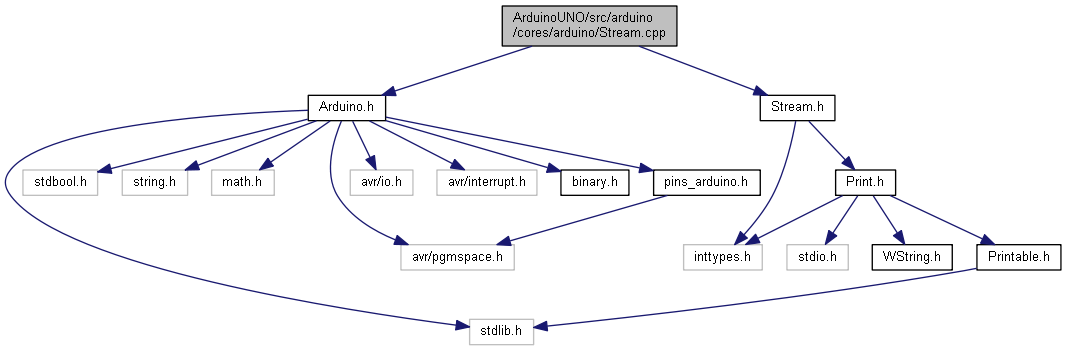 ArduinoUNO/src/arduino
/cores/arduino/Stream.cpp
Arduino.h
Stream.h
stdbool.h
string.h
math.h
avr/io.h
avr/interrupt.h
binary.h
pins_arduino.h
Print.h
avr/pgmspace.h
inttypes.h
stdio.h
WString.h
Printable.h
stdlib.h